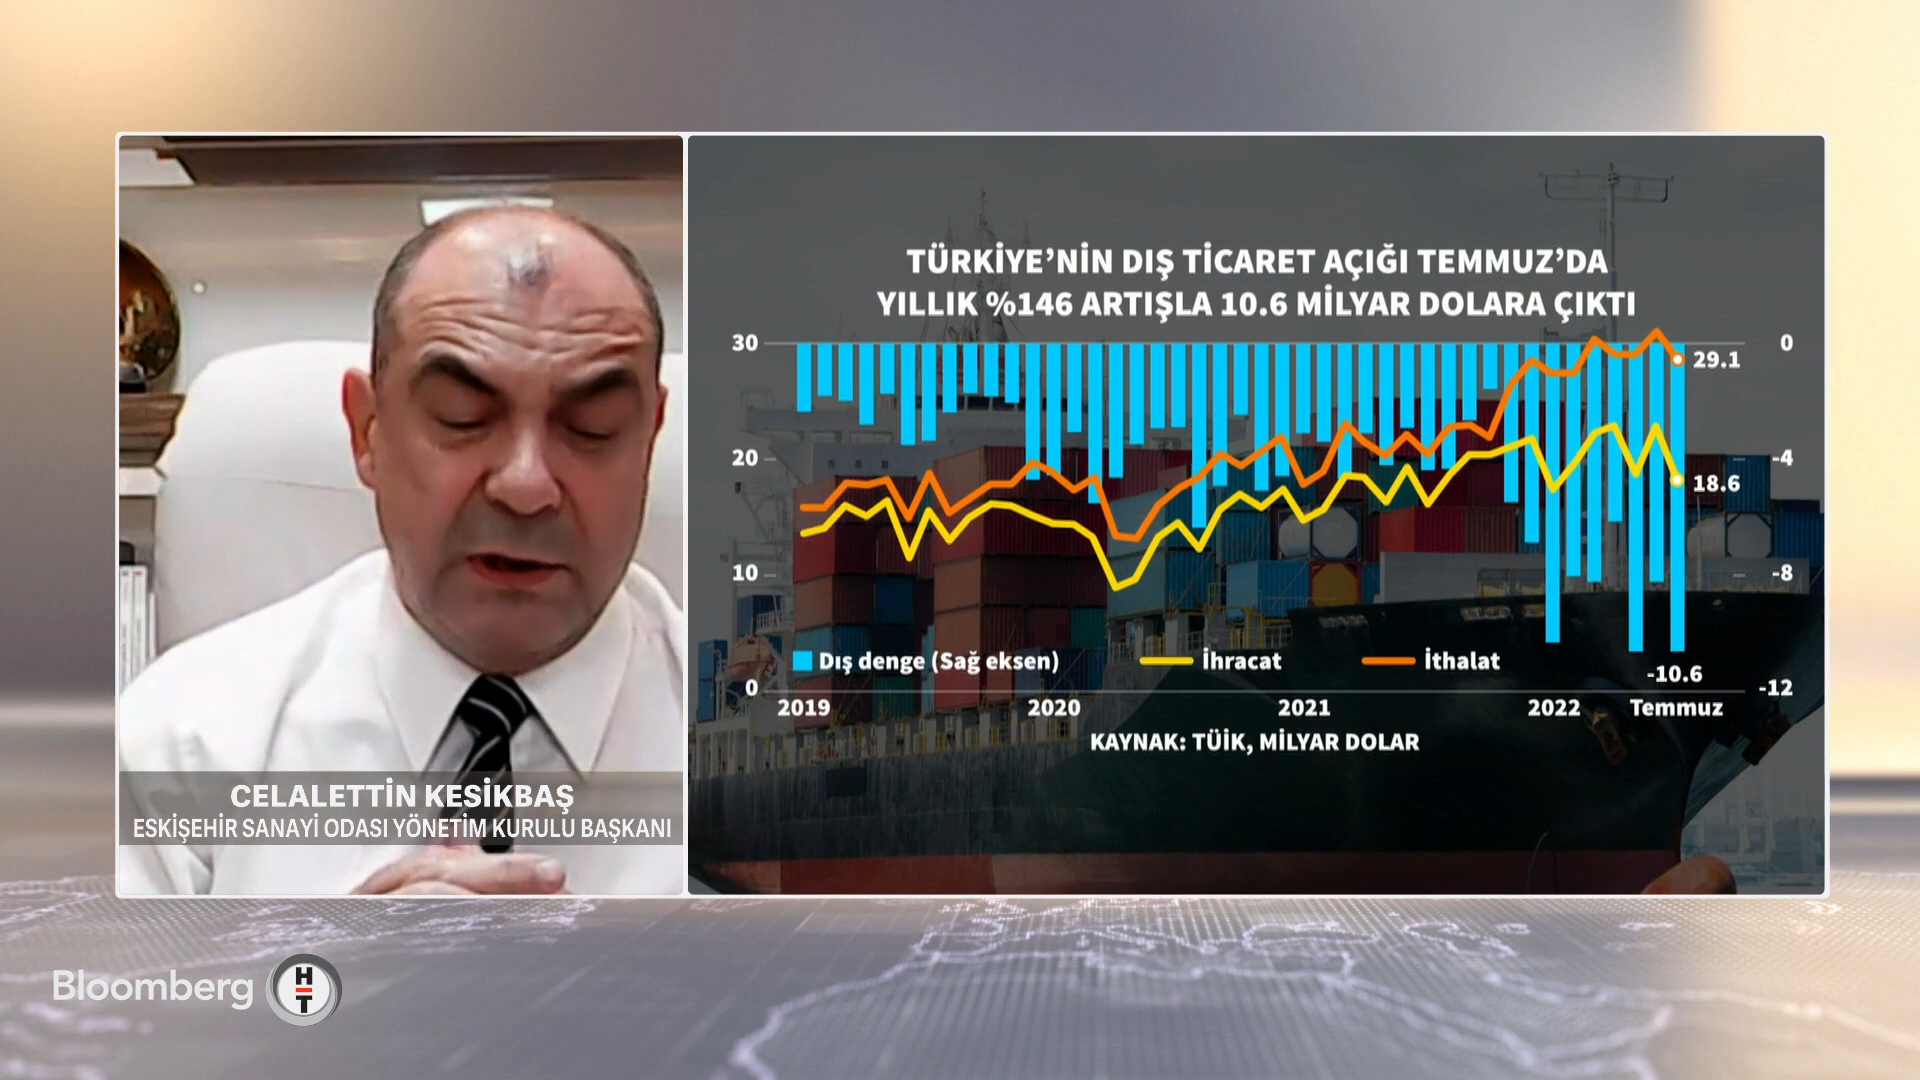 TÜRKİYE’NİN DIŞ TİCARET AÇIĞI TEMMUZ’DA
YILLIK %146 ARTIŞLA 10.6 MİLYAR DOLARA ÇIKTI
30
0
29.1
20
-4
18.6
10
-8
Dış denge (Sağ eksen)
İhracat
İthalat
-10.6
0
-12
2019
2020
2021
2022
Temmuz
KAYNAK: TÜİK, MİLYAR DOLAR
CELALETTİN KESİKBAŞ
ESKİŞEHİR SANAYİ ODASI YÖNETİM KURULU BAŞKANI
Bloomberg
H
T